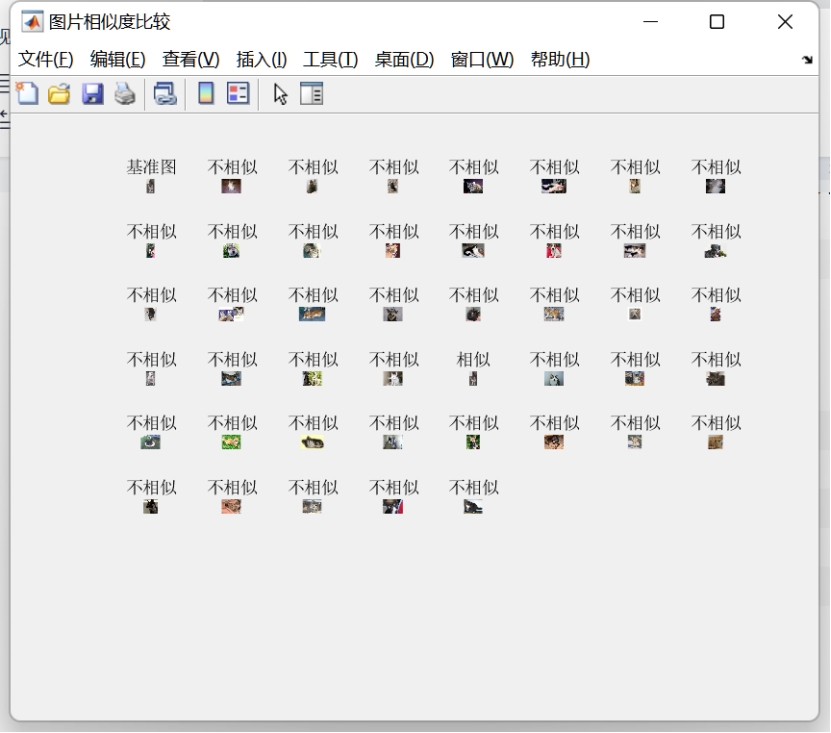 图片相似度比较
文件(F) 编辑(E) 查看(V) 插入(I) 工具(T) 桌面(D) 窗口(W) 帮助(H)
基准图 不相似 不相似 不相似 不相似 不相似 不相似 不相似
不相似 不相似 不相似 不相似 不相似 不相似 不相似 不相似
不相似 不相似 不相似 不相似 不相似 不相似 不相似 不相似
不相似 不相似 不相似 不相似 相似 不相似 不相似 不相似
不相似 不相似 不相似 不相似 不相似 不相似 不相似 不相似
不相似 不相似 不相似 不相似 不相似